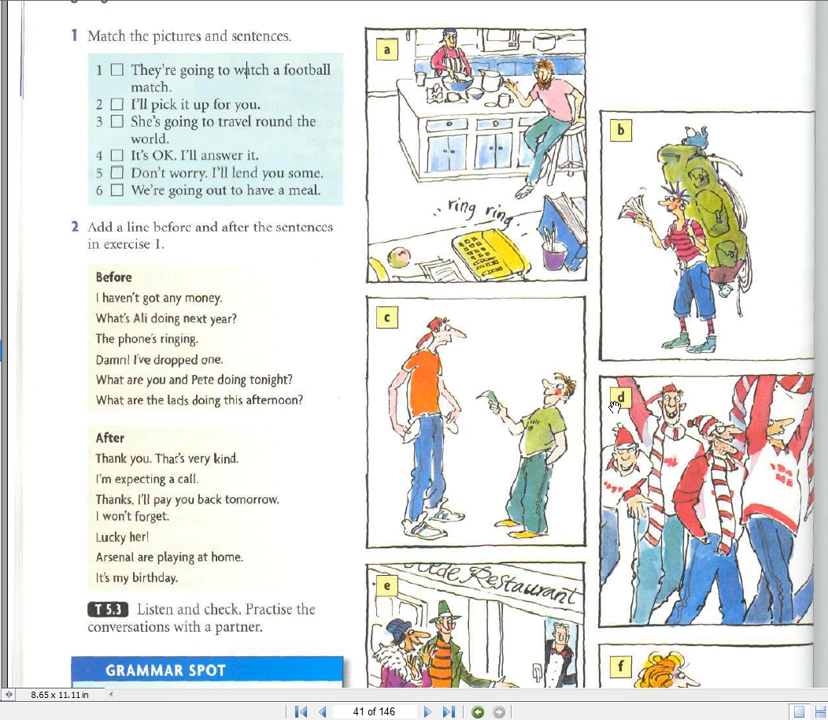 1 Match the pictures and sentences.
1 They're going to watch a football
match.
2 I'll pick it up for you.
3 She's going to travel round the
world.
4 It's OK. I'll answer it.
5 Don't worry. I'll lend you some.
6 We're going out to have a meal.
2 Add a line before and after the sentences
in exercise 1.
Before
I haven't got any money.
What's Ali doing next year?
The phone's ringing.
Damn! I've dropped one.
What are you and Pete doing tonight?
What are the lads doing this afternoon?
After
Thank you. That's very kind.
I'm expecting a call.
Thanks. I'll pay you back tomorrow.
I won't forget.
Lucky her!
Arsenal are playing at home.
It's my birthday.
T 5.3 Listen and check. Practise the
conversations with a partner.
GRAMMAR SPOT
a
ring ring
b
c
d
e
Restaurant
f
8.65 x 11.11 in
41 of 146